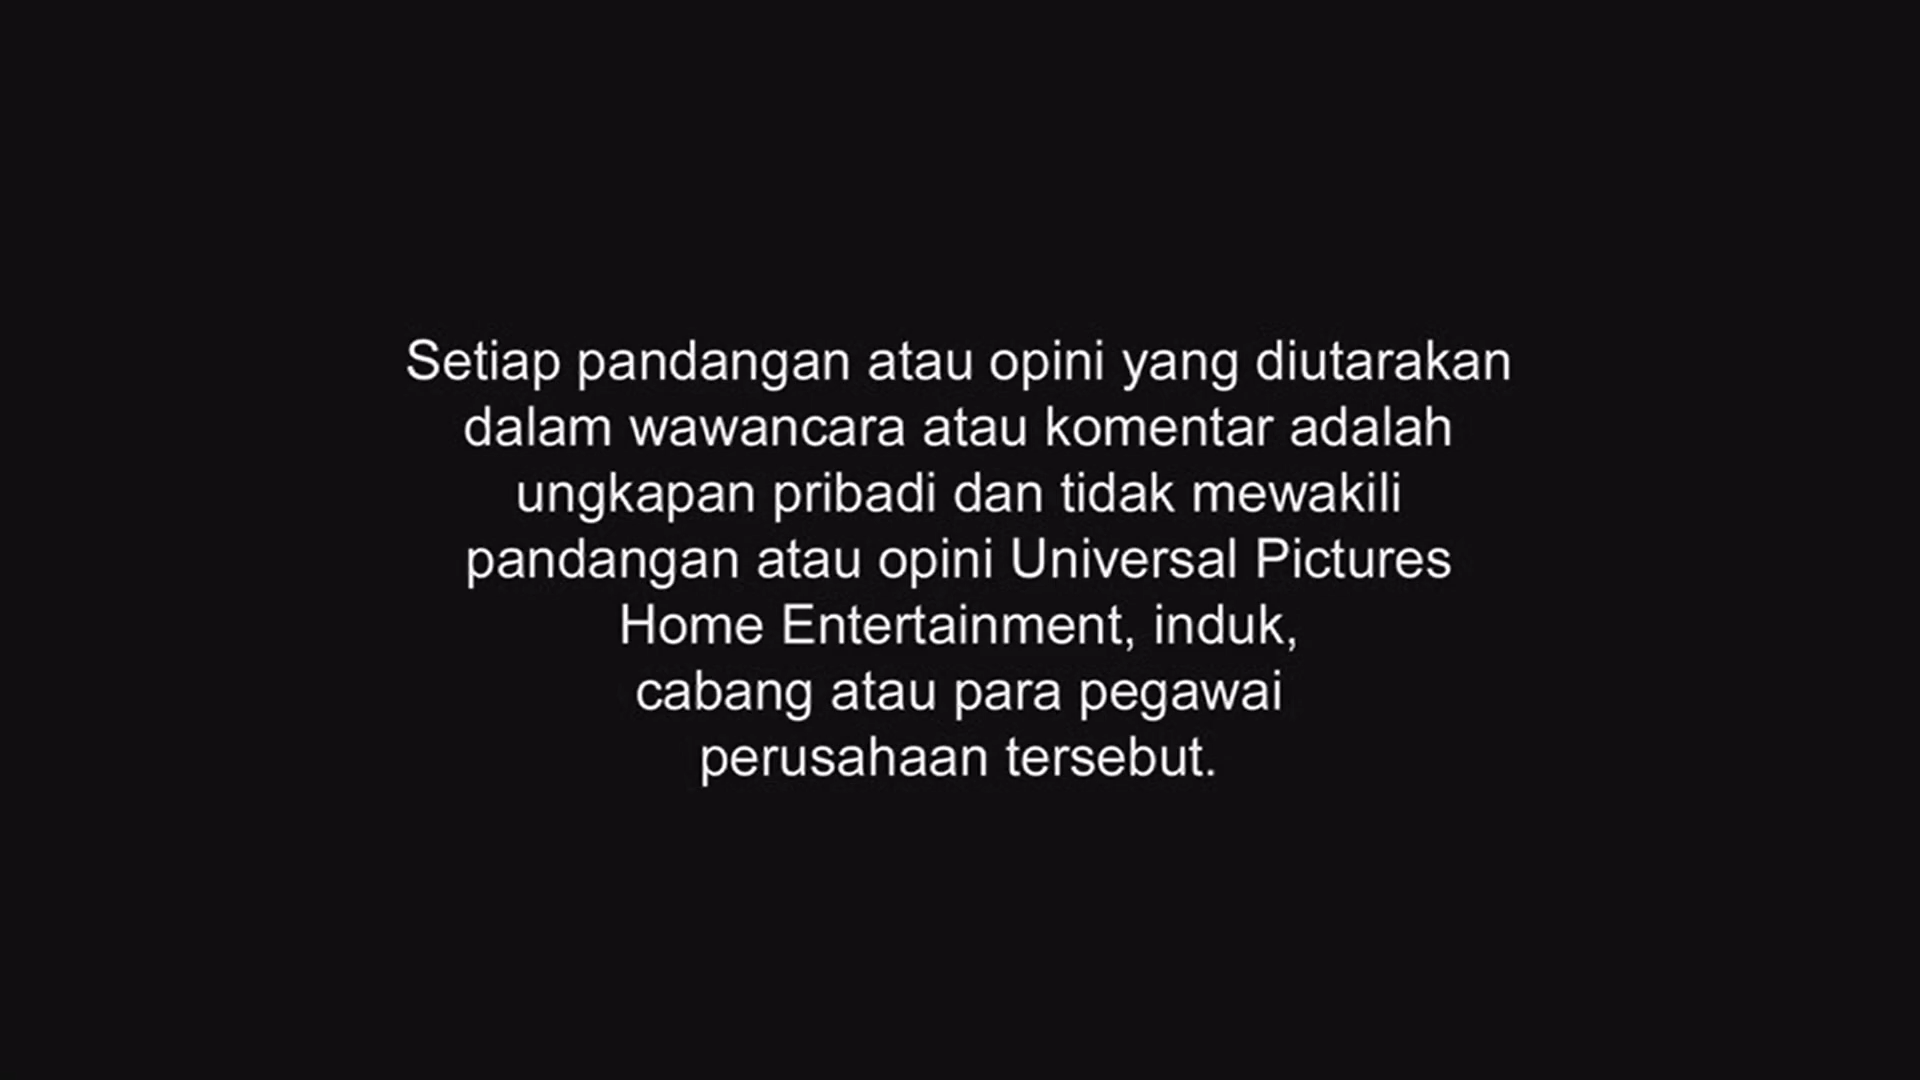 Setiap pandangan atau opini yang diutarakan
dalam wawancara atau komentar adalah
ungkapan pribadi dan tidak mewakili
pandangan atau opini Universal Pictures
Home Entertainment, induk,
cabang atau para pegawai
perusahaan tersebut.